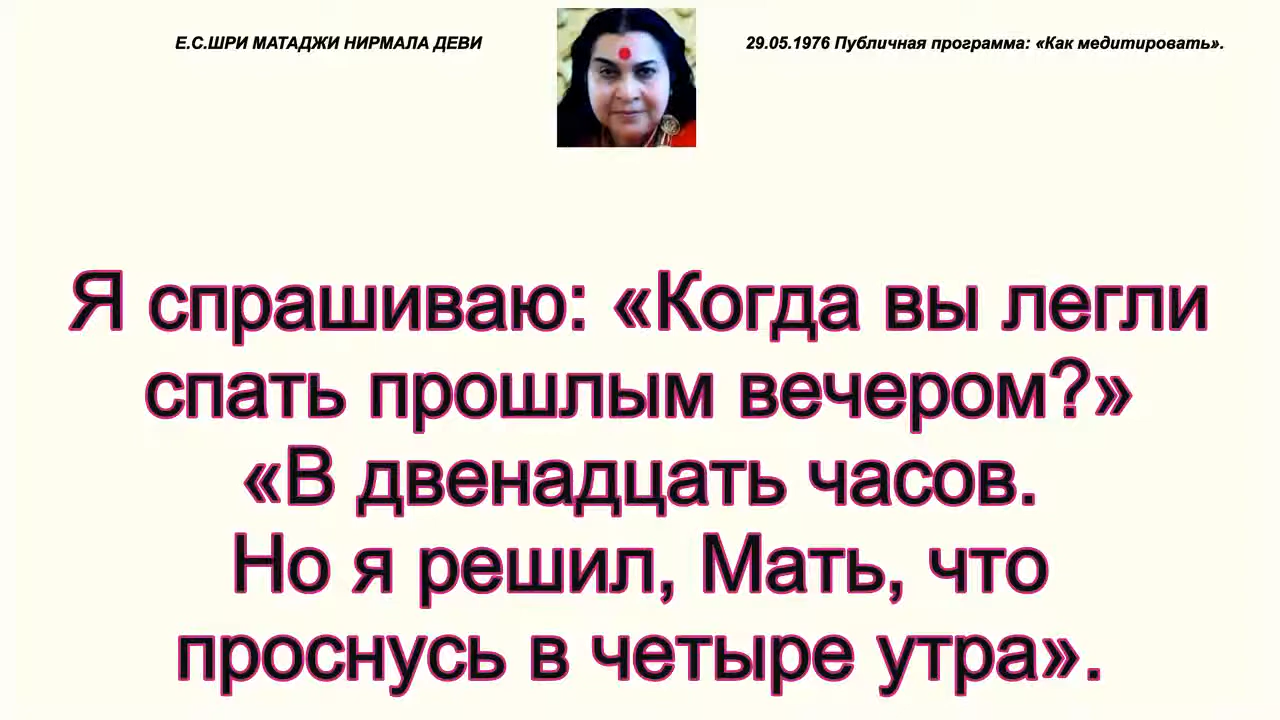 Е.С.ШРИ МАТАДЖИ НИРМАЛА ДЕВИ
29.05.1976 Публичная программа: «Как медитировать».
Я спрашиваю: «Когда вы легли
спать прошлым вечером?»
«В двенадцать часов.
Но я решил, Мать, что
проснусь в четыре утра».